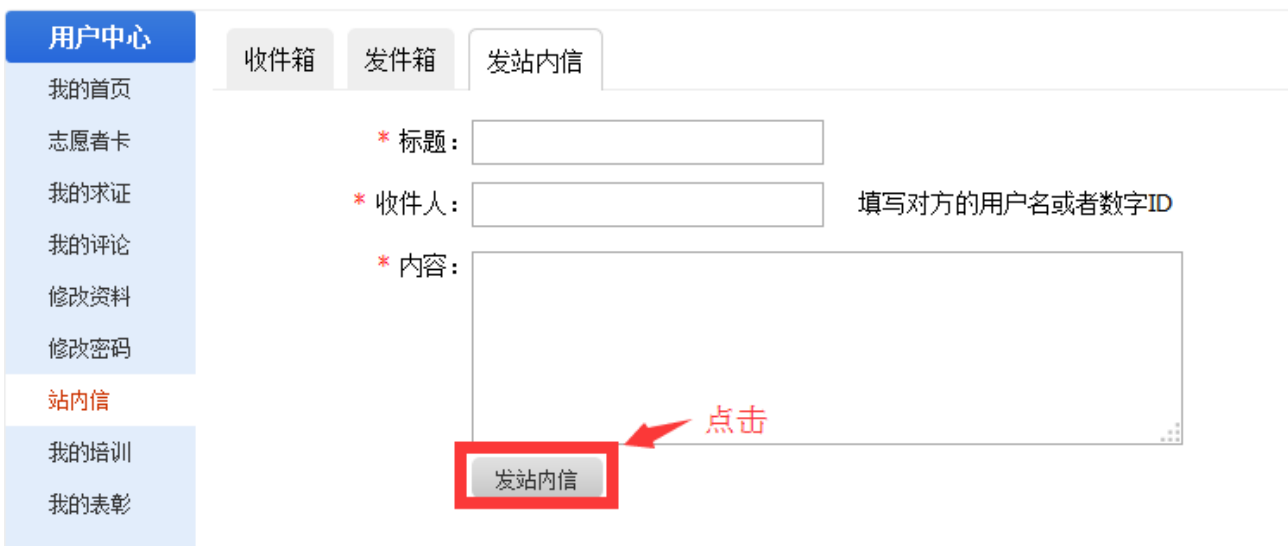 用户中心
我的首页
志愿者卡
我的求证
我的评论
修改资料
修改密码
站内信
我的培训
我的表彰
收件箱 发件箱 发站内信
* 标题：
* 收件人： 填写对方的用户名或者数字ID
* 内容：
点击
发站内信